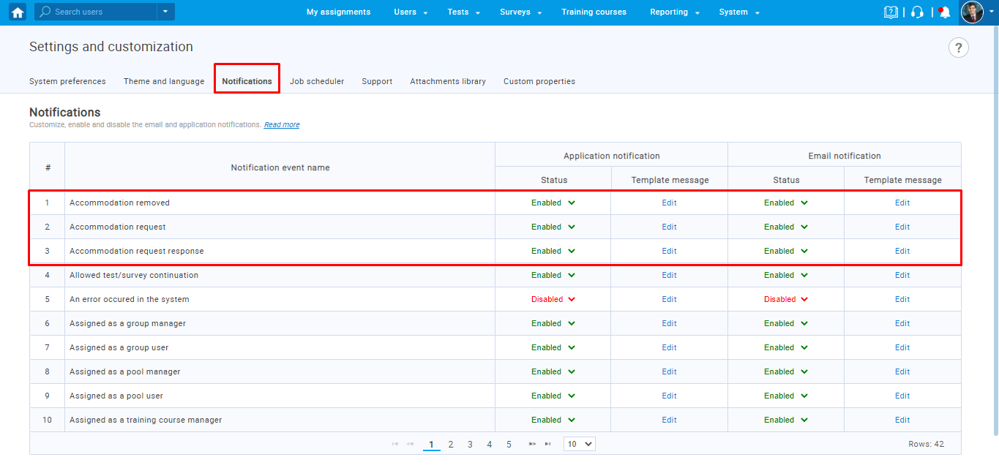 Search users My assignments Users Tests Surveys Training courses Reporting System
Settings and customization ?
System preferences Theme and language Notifications Job scheduler Support Attachments library Custom properties
Notifications
Customize, enable and disable the email and application notifications. Read more
# Notification event name Application notification Email notification
Status Template message Status Template message
1 Accommodation removed Enabled Edit Enabled Edit
2 Accommodation request Enabled Edit Enabled Edit
3 Accommodation request response Enabled Edit Enabled Edit
4 Allowed test/survey continuation Enabled Edit Enabled Edit
5 An error occured in the system Disabled Edit Disabled Edit
6 Assigned as a group manager Enabled Edit Enabled Edit
7 Assigned as a group user Enabled Edit Enabled Edit
8 Assigned as a pool manager Enabled Edit Enabled Edit
9 Assigned as a pool user Enabled Edit Enabled Edit
10 Assigned as a training course manager Enabled Edit Enabled Edit
1 2 3 4 5 10 Rows: 42